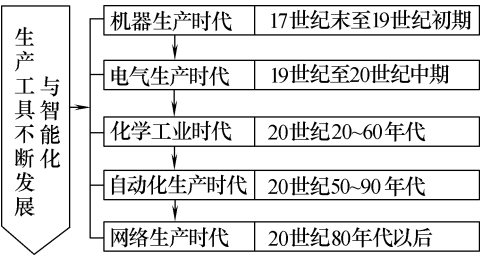 生产工具不断发展
与智能化
机器生产时代 17世纪末至19世纪初期
电气生产时代 19世纪至20世纪中期
化学工业时代 20世纪20~60年代
自动化生产时代 20世纪50~90年代
网络生产时代 20世纪80年代以后